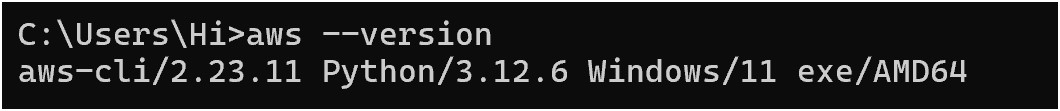 C:\Users\Hi>aws --version
aws-cli/2.23.11 Python/3.12.6 Windows/11 exe/AMD64